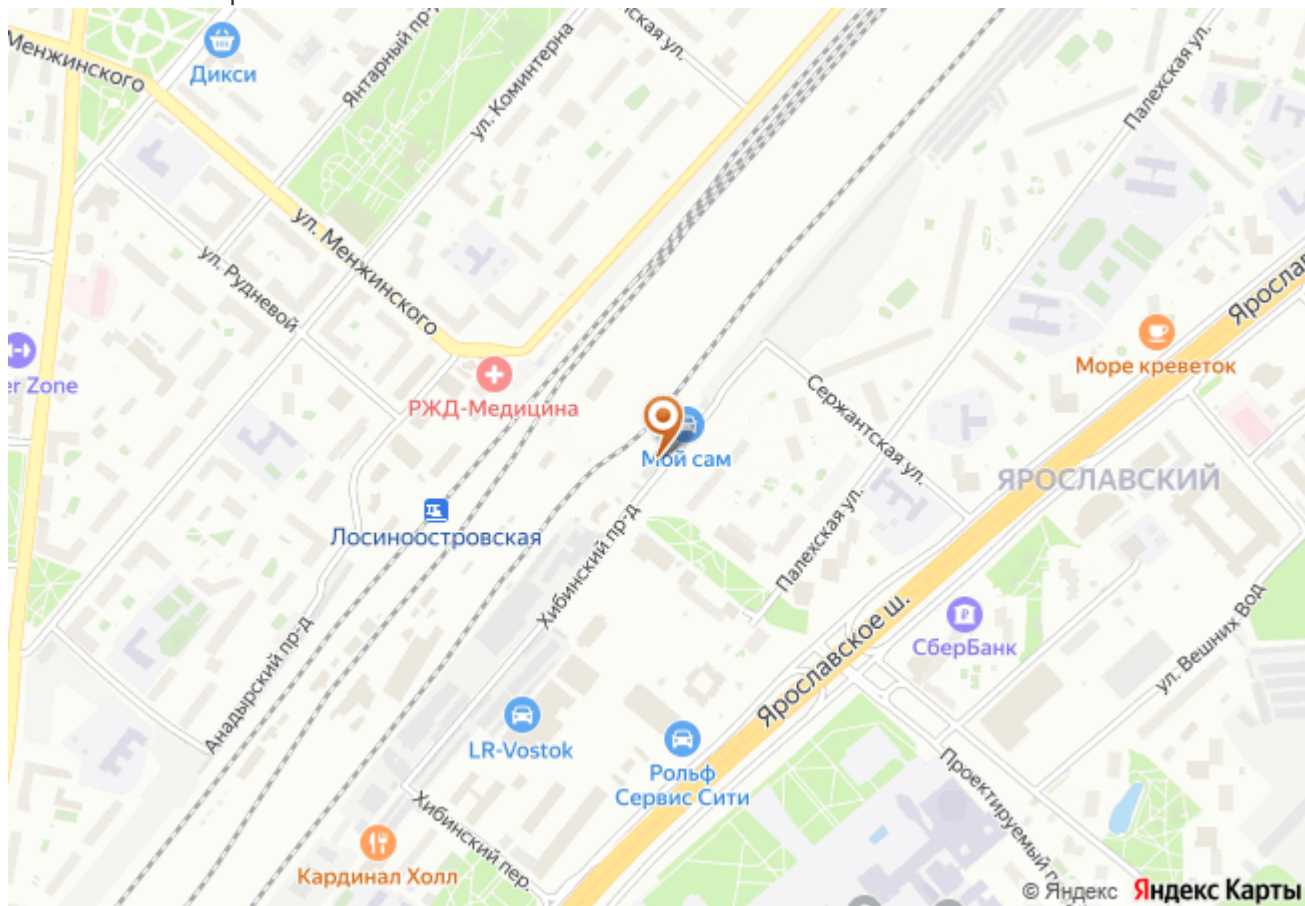 ская ул.
Менжинского
Дикси
Янтарный пр-
ул. Коминтерна
Палехская ул.
ул. Рудневой
ул. Менжинского
Яросла
Море креветок
er Zone
РЖД-Медицина
Сержантская ул.
Мой сам
ЯРОСЛАВСКИЙ
Лосиноостровская
Хибинский пр-д
Палехская ул.
Ярославское ш.
СберБанк
ул. Вешних Вод
Анадырский пр-д
LR-Vostok
Рольф
Сервис Сити
Проектируемый п
Хибинский пер.
Кардинал Холл
© Яндекс Яндекс Карты